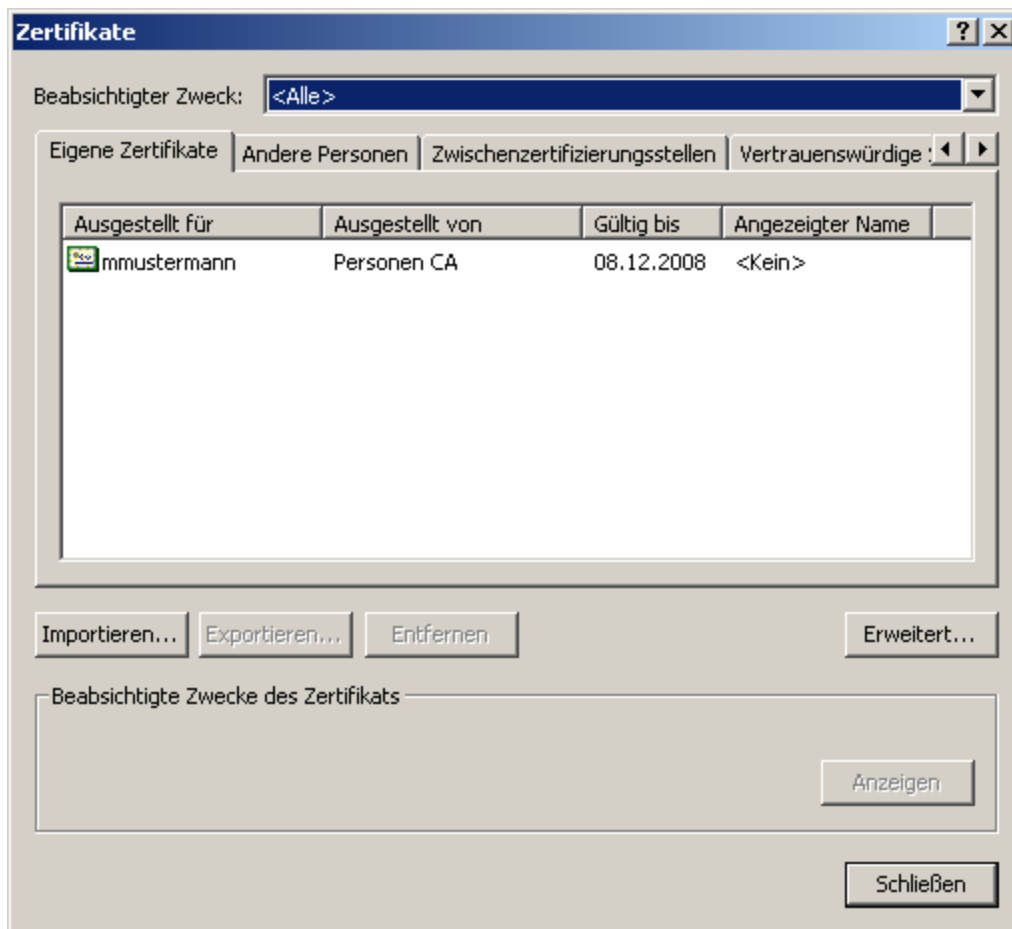 Zertifikate
Beabsichtigter Zweck: <Alle>
Eigene Zertifikate Andere Personen Zwischenzertifizierungsstellen Vertrauenswürdige
Ausgestellt für Ausgestellt von Gültig bis Angezeigter Name
mmustermann Personen CA 08.12.2008 <Kein>
Importieren... Exportieren... Entfernen Erweitert...
Beabsichtigte Zwecke des Zertifikats
Anzeigen
Schließen